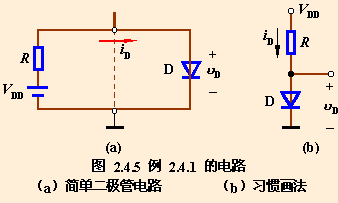 V_DD
i_D
R
i_D
R
+
D
υ_D
−
V_DD
D
+
υ_D
−
(a)
(b)
图 2.4.5 例 2.4.1 的电路
(a)简单二极管电路 (b)习惯画法